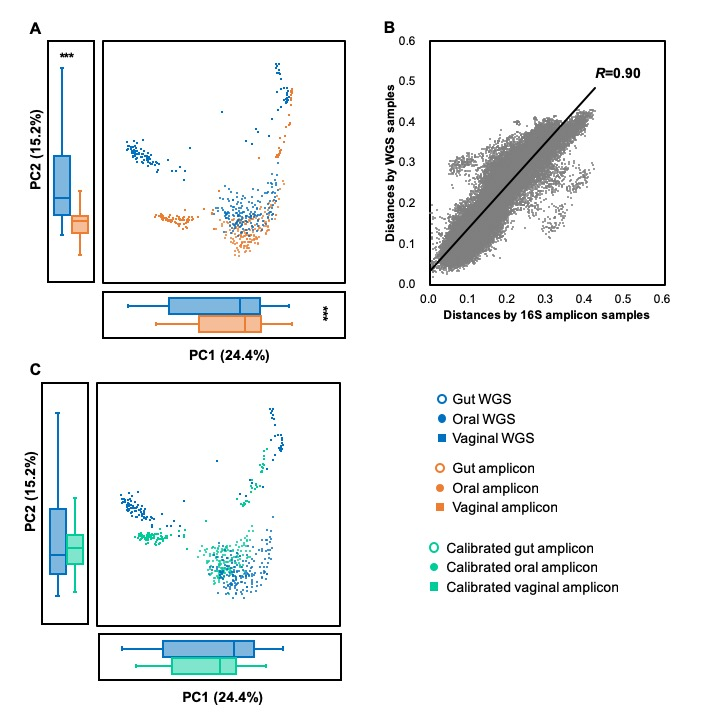 A
***
PC2 (15.2%)
***
PC1 (24.4%)
B
Distances by WGS samples
0.6
0.5
0.4
0.3
0.2
0.1
0.0
R=0.90
0.0 0.1 0.2 0.3 0.4 0.5 0.6
Distances by 16S amplicon samples
C
PC2 (15.2%)
PC1 (24.4%)
Gut WGS
Oral WGS
Vaginal WGS
Gut amplicon
Oral amplicon
Vaginal amplicon
Calibrated gut amplicon
Calibrated oral amplicon
Calibrated vaginal amplicon